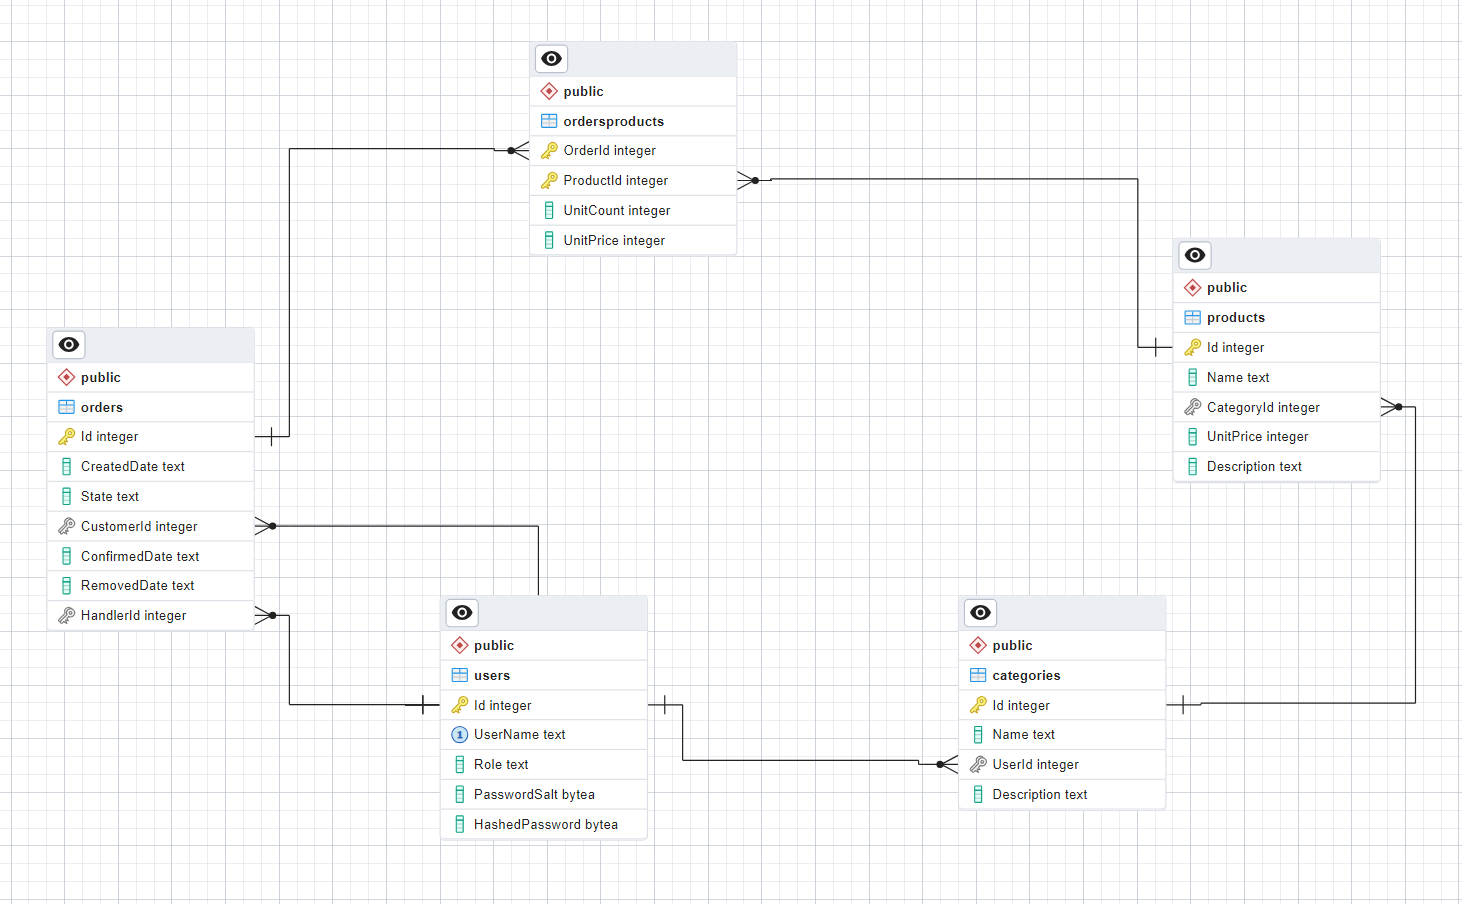 public
ordersproducts
OrderId integer
ProductId integer
UnitCount integer
UnitPrice integer
public
products
Id integer
Name text
CategoryId integer
UnitPrice integer
Description text
public
orders
Id integer
CreatedDate text
State text
CustomerId integer
ConfirmedDate text
RemovedDate text
HandlerId integer
public
users
Id integer
1 UserName text
Role text
PasswordSalt bytea
HashedPassword bytea
public
categories
Id integer
Name text
UserId integer
Description text